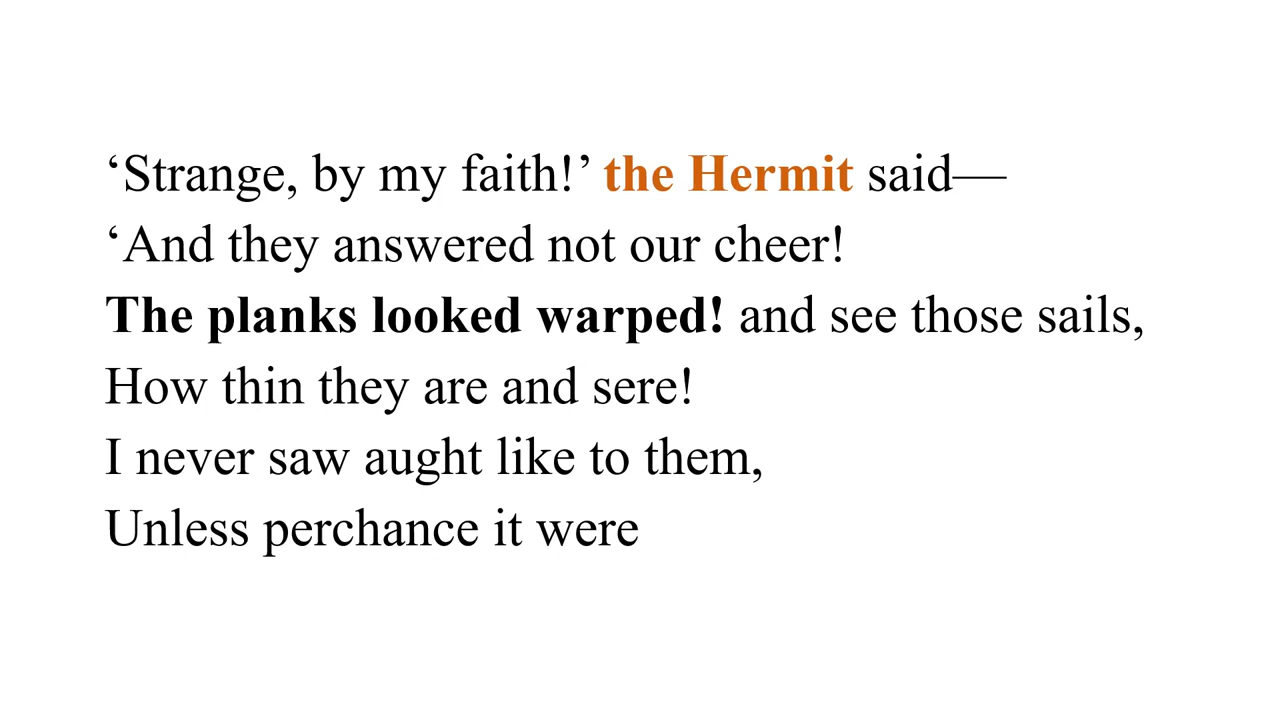 ‘Strange, by my faith!’ the Hermit said—
‘And they answered not our cheer!
The planks looked warped! and see those sails,
How thin they are and sere!
I never saw aught like to them,
Unless perchance it were